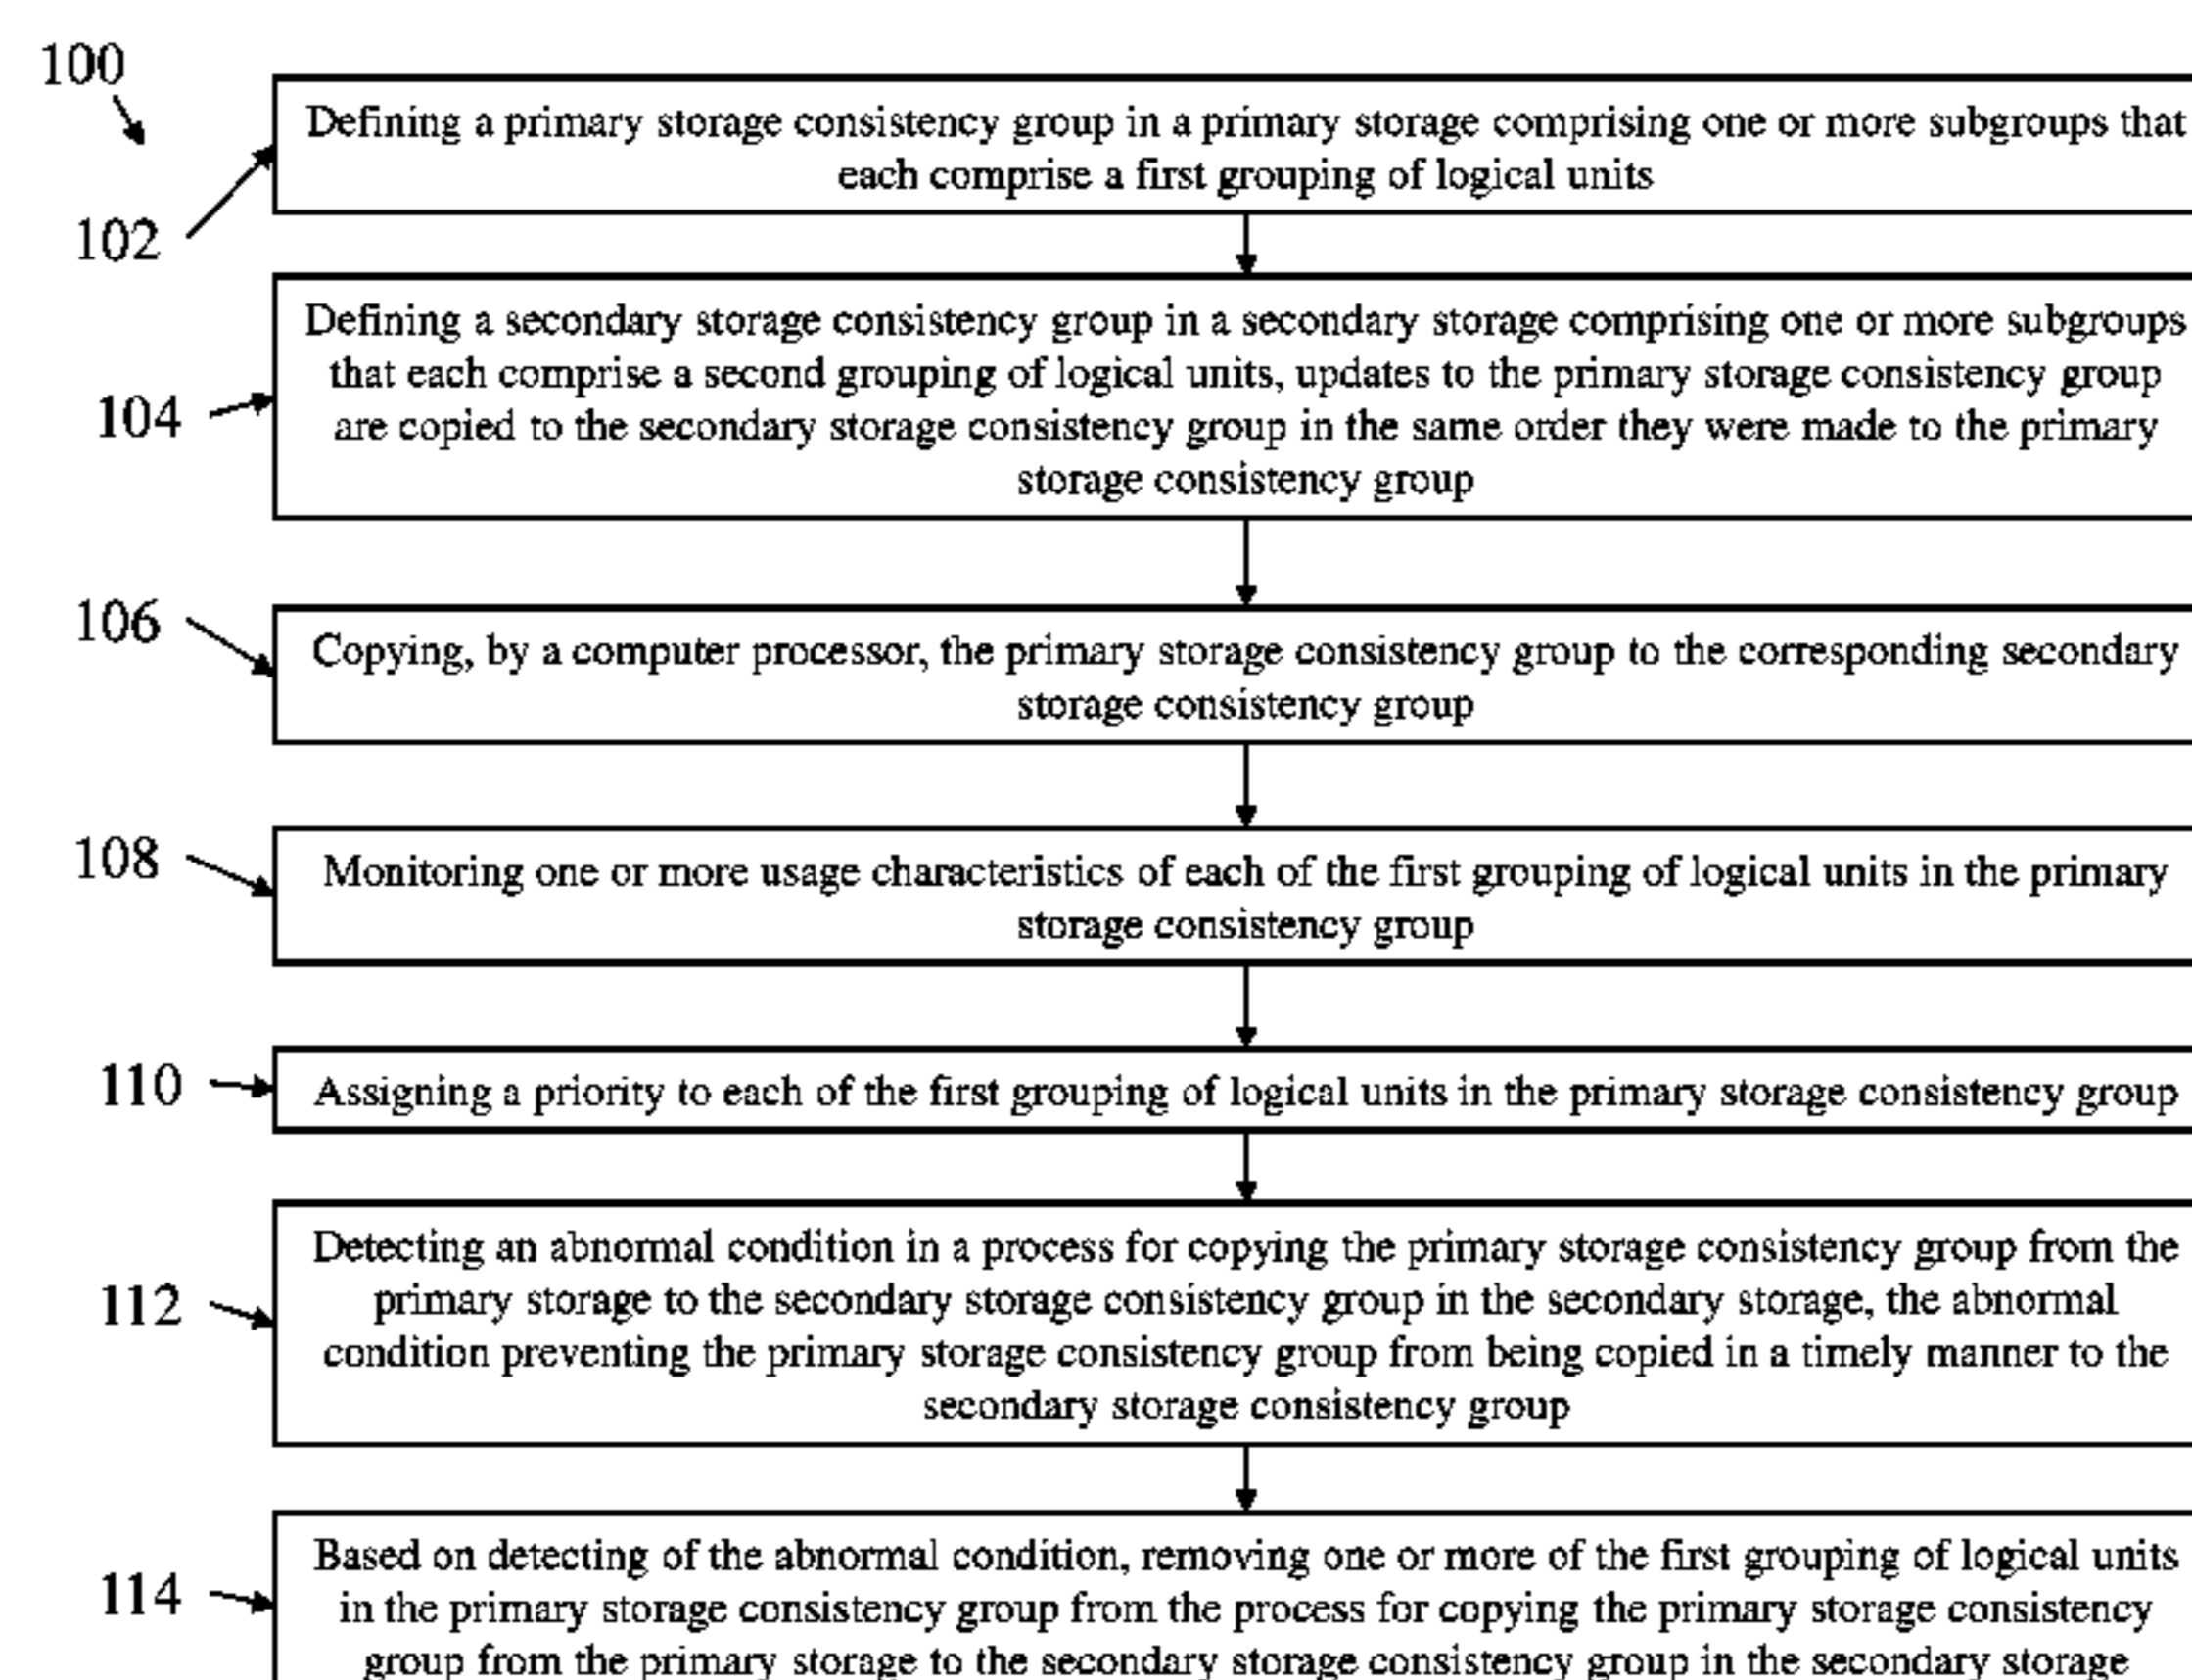 100
102
Defining a primary storage consistency group in a primary storage comprising one or more subgroups that
each comprise a first grouping of logical units
104
Defining a secondary storage consistency group in a secondary storage comprising one or more subgroups
that each comprise a second grouping of logical units, updates to the primary storage consistency group
are copied to the secondary storage consistency group in the same order they were made to the primary
storage consistency group
106
Copying, by a computer processor, the primary storage consistency group to the corresponding secondary
storage consistency group
108
Monitoring one or more usage characteristics of each of the first grouping of logical units in the primary
storage consistency group
110
Assigning a priority to each of the first grouping of logical units in the primary storage consistency group
112
Detecting an abnormal condition in a process for copying the primary storage consistency group from the
primary storage to the secondary storage consistency group in the secondary storage, the abnormal
condition preventing the primary storage consistency group from being copied in a timely manner to the
secondary storage consistency group
114
Based on detecting of the abnormal condition, removing one or more of the first grouping of logical units
in the primary storage consistency group from the process for copying the primary storage consistency
group from the primary storage to the secondary storage consistency group in the secondary storage